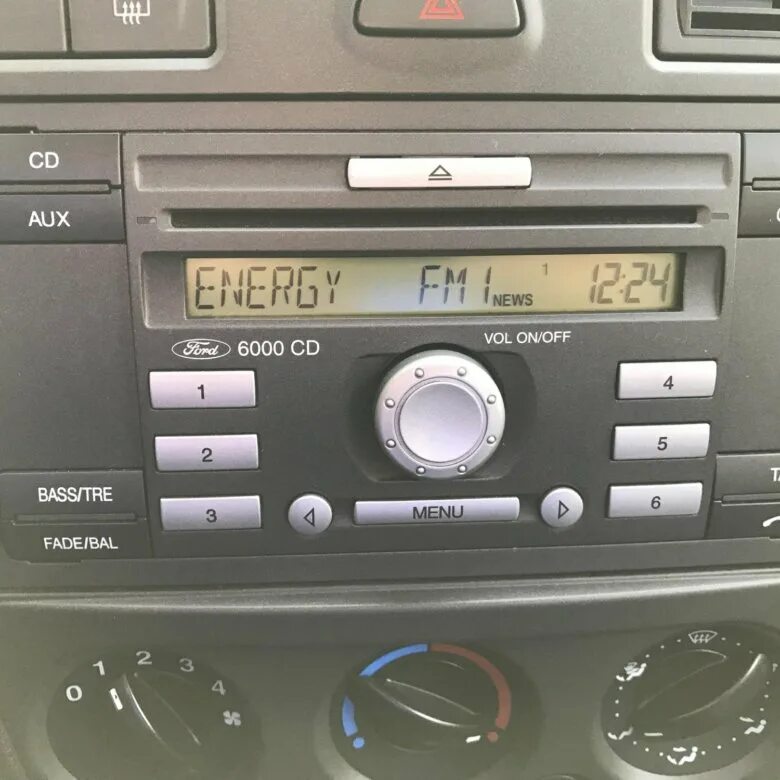 CD
AUX
ENERGY FM1 NEWS 1 12:24
Ford 6000 CD
VOL ON/OFF
1
4
2
5
3
MENU
6
BASS/TRE
FADE/BAL
0 1 2 3 4